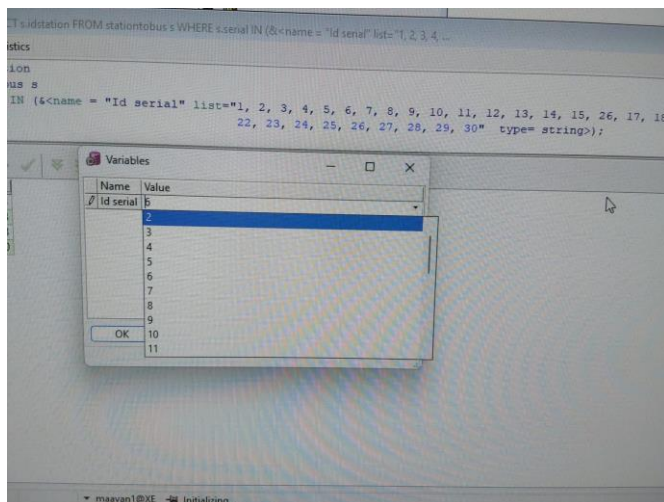 s.idstation FROM stationtobus s WHERE s.serial IN (&<name = "Id serial" list="1, 2, 3, 4, ...
istics
ion
us s
IN (&<name = "Id serial" list="1, 2, 3, 4, 5, 6, 7, 8, 9, 10, 11, 12, 13, 14, 15, 26, 17, 18
22, 23, 24, 25, 26, 27, 28, 29, 30" type= string>);
Variables
Name Value
Id serial 6
2
3
4
5
6
7
8
9
OK 10
11
maayan1@XE Initializing